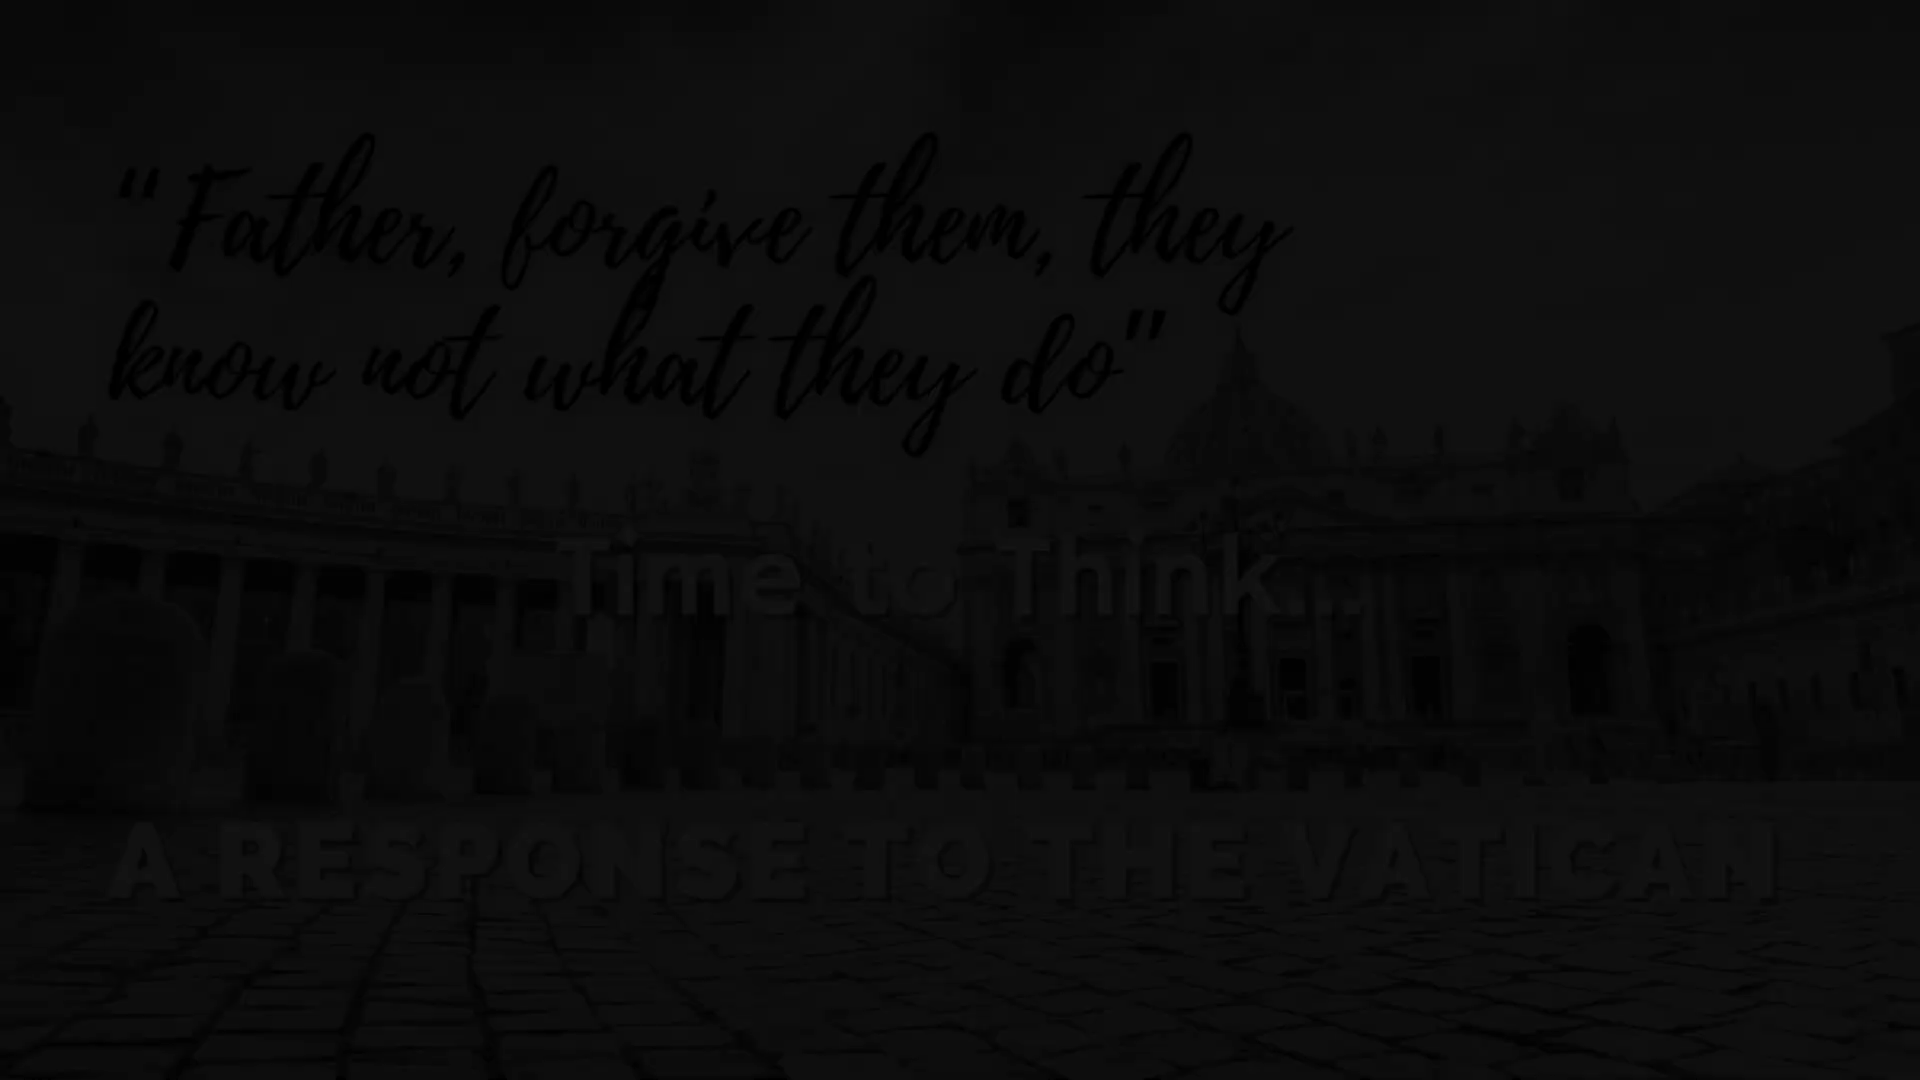 "Father, forgive them, they
know not what they do"
Time to Think...
A RESPONSE TO THE VATICAN